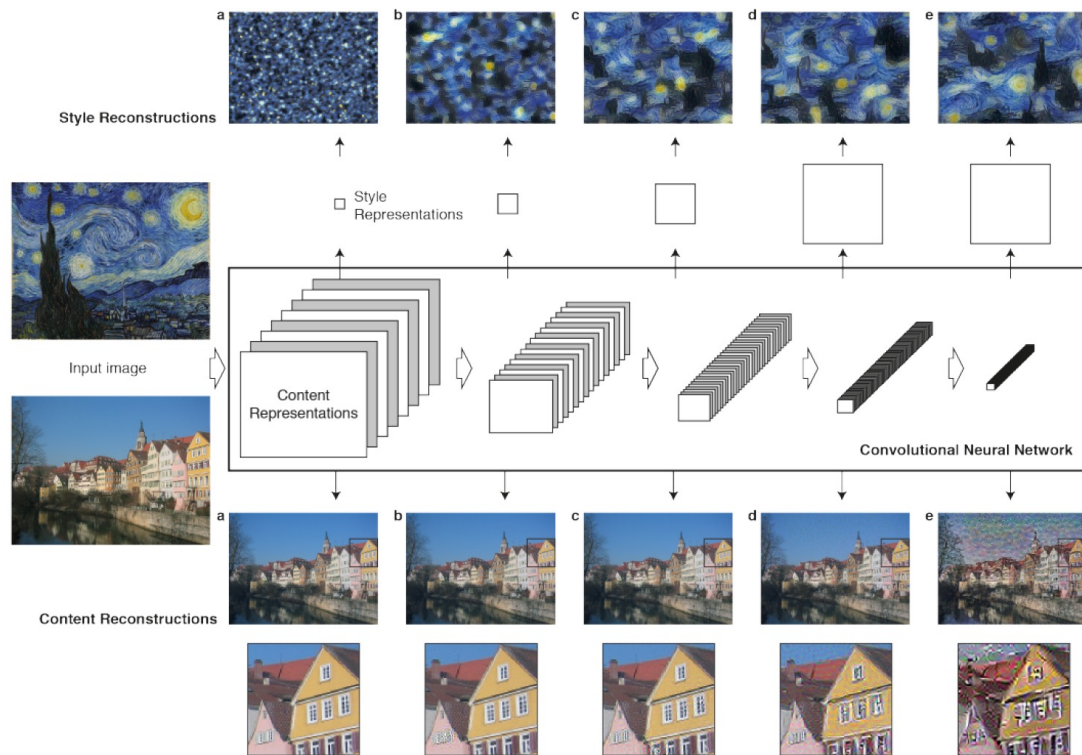 a b c d e
Style Reconstructions
Style
Representations
Input image
Content
Representations
Convolutional Neural Network
a b c d e
Content Reconstructions